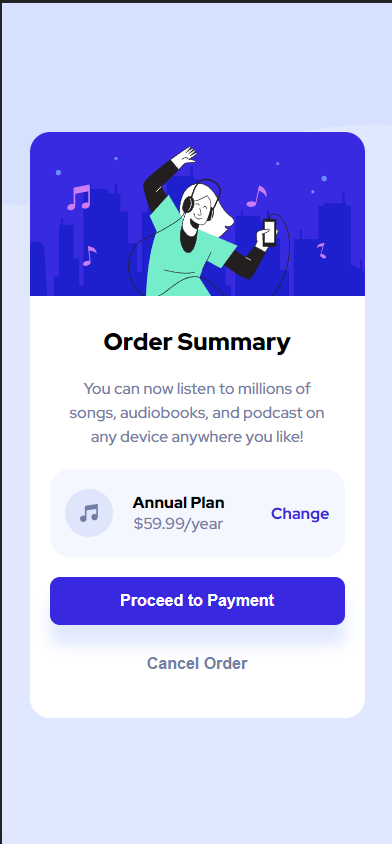 Order Summary
You can now listen to millions of
songs, audiobooks, and podcast on
any device anywhere you like!
Annual Plan
$59.99/year
Change
Proceed to Payment
Cancel Order